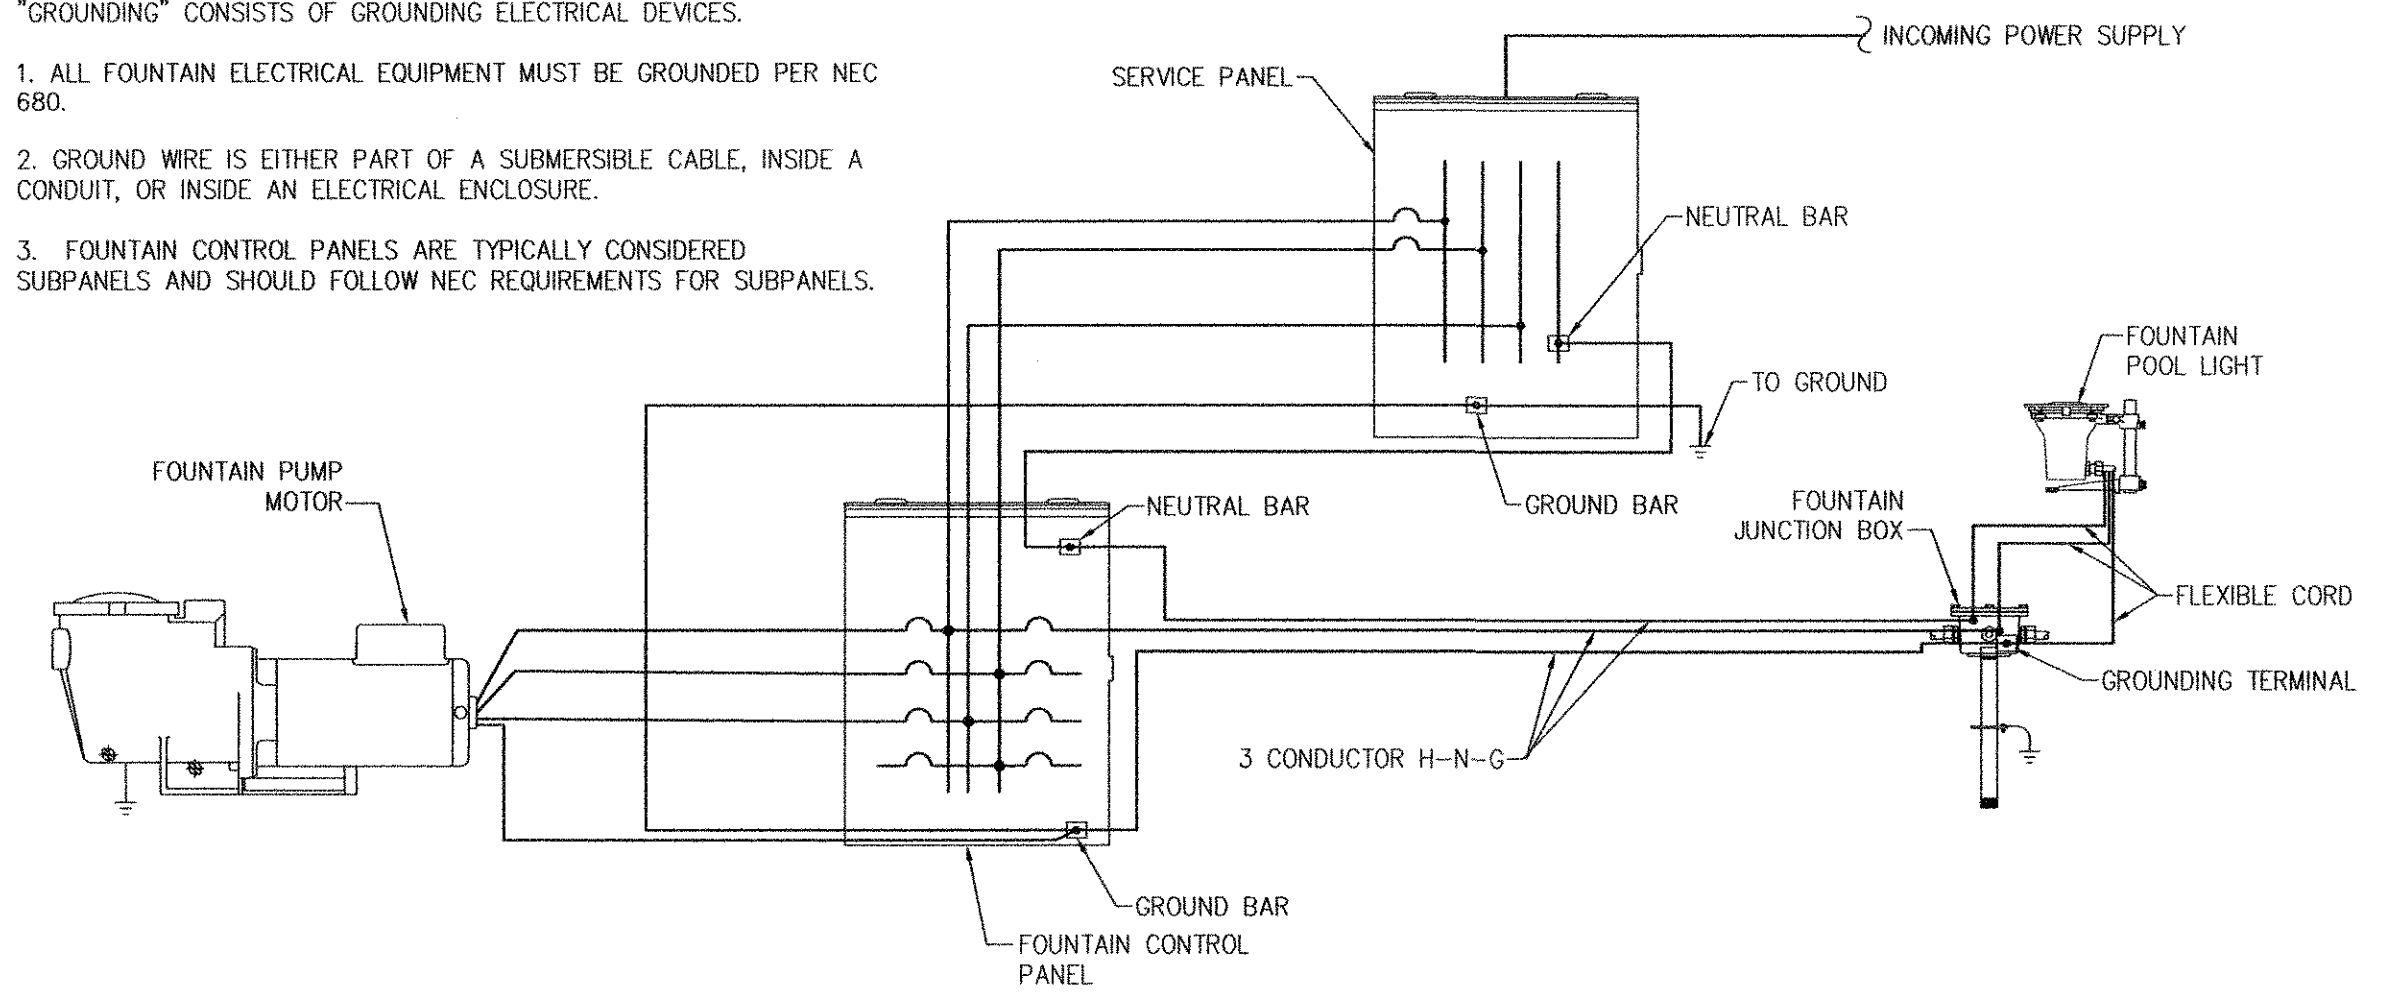 "GROUNDING" CONSISTS OF GROUNDING ELECTRICAL DEVICES.
1. ALL FOUNTAIN ELECTRICAL EQUIPMENT MUST BE GROUNDED PER NEC
680.
2. GROUND WIRE IS EITHER PART OF A SUBMERSIBLE CABLE, INSIDE A
CONDUIT, OR INSIDE AN ELECTRICAL ENCLOSURE.
3. FOUNTAIN CONTROL PANELS ARE TYPICALLY CONSIDERED
SUBPANELS AND SHOULD FOLLOW NEC REQUIREMENTS FOR SUBPANELS.
INCOMING POWER SUPPLY
SERVICE PANEL
NEUTRAL BAR
FOUNTAIN
POOL LIGHT
TO GROUND
FOUNTAIN PUMP
MOTOR
NEUTRAL BAR
GROUND BAR
FOUNTAIN
JUNCTION BOX
FLEXIBLE CORD
GROUNDING TERMINAL
3 CONDUCTOR H-N-G
GROUND BAR
FOUNTAIN CONTROL
PANEL